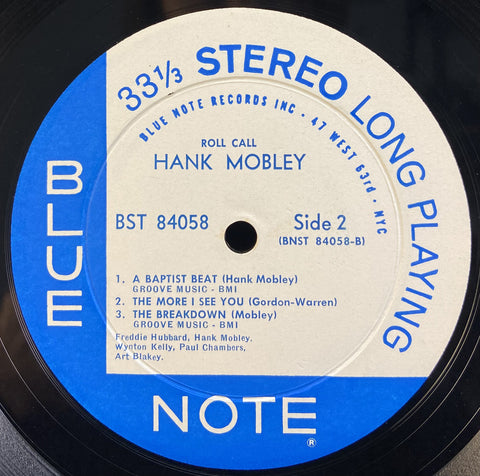 33 1/3 STEREO LONG PLAYING
BLUE NOTE RECORDS INC · 47 WEST 63rd · NYC
ROLL CALL
HANK MOBLEY
BST 84058 Side 2
(BNST 84058-B)
1. A BAPTIST BEAT (Hank Mobley)
GROOVE MUSIC - BMI
2. THE MORE I SEE YOU (Gordon-Warren)
3. THE BREAKDOWN (Mobley)
GROOVE MUSIC - BMI
Freddie Hubbard, Hank Mobley.
Wynton Kelly, Paul Chambers,
Art Blakey.
BLUE
NOTE
®